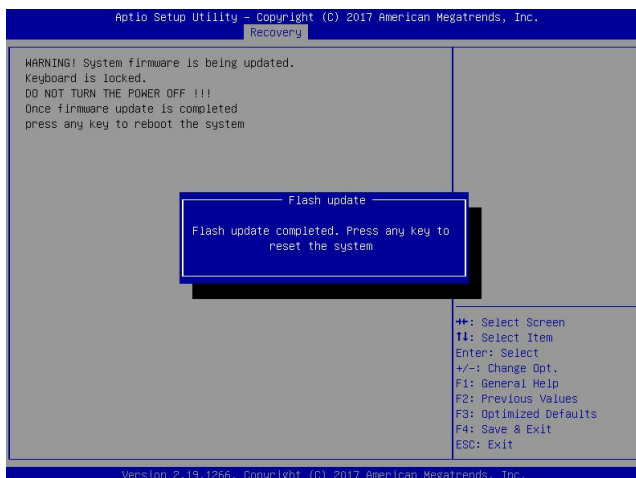 Aptio Setup Utility – Copyright (C) 2017 American Megatrends, Inc.
Recovery
WARNING! System firmware is being updated.
Keyboard is locked.
DO NOT TURN THE POWER OFF !!!
Once firmware update is completed
press any key to reboot the system
Flash update
Flash update completed. Press any key to
reset the system
→←: Select Screen
↑↓: Select Item
Enter: Select
+/-: Change Opt.
F1: General Help
F2: Previous Values
F3: Optimized Defaults
F4: Save & Exit
ESC: Exit
Version 2.19.1266. Copyright (C) 2017 American Megatrends, Inc.